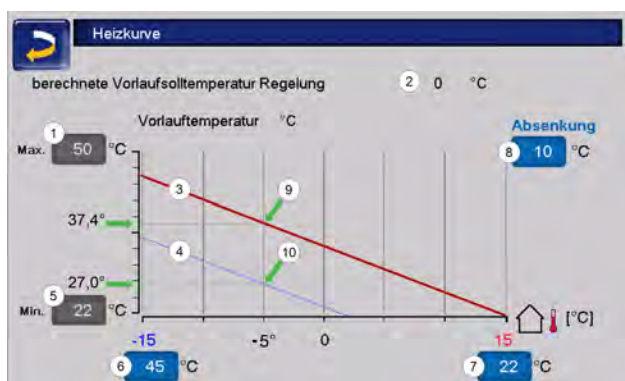 Heizkurve
berechnete Vorlaufsolltemperatur Regelung 2 0 °C
Vorlauftemperatur °C
Absenkung
1
Max. 50 °C
8 10 °C
3
9
37,4°
4
10
27,0°
5
Min. 22 °C
[°C]
-15 -5° 0 15
6 45 °C
7 22 °C